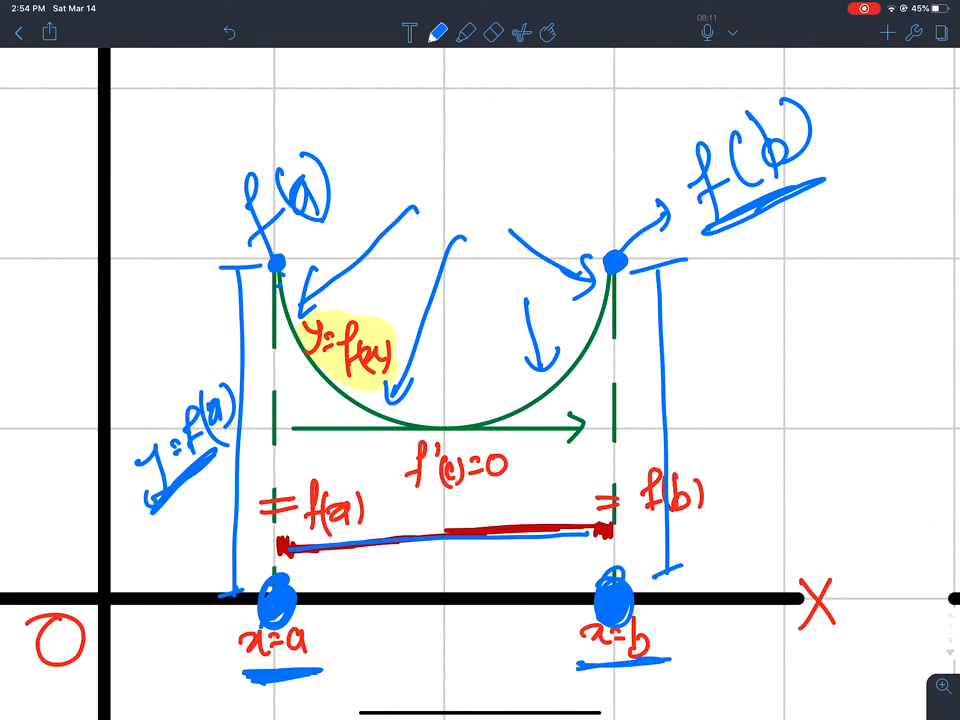 2:54 PM Sat Mar 14
45%
08:11
T
f(a)
f(b)
y=f(x)
y=f(a)
f'(c)=0
= f(a)
= f(b)
O
X
x=a
x=b